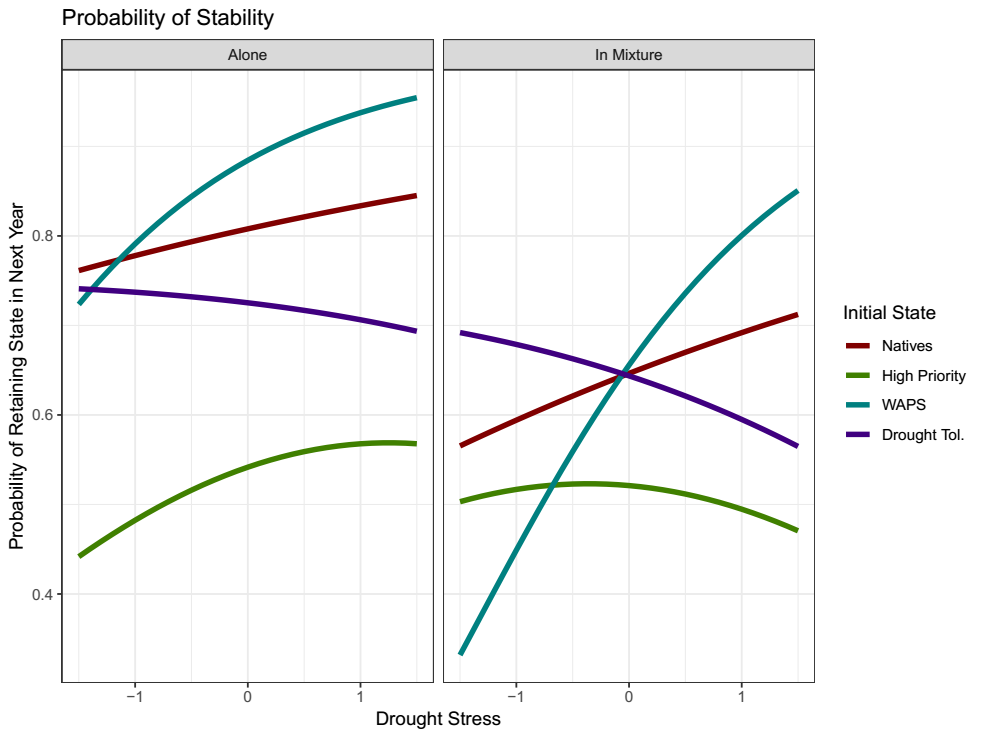 Probability of Stability
Alone
In Mixture
Probability of Retaining State in Next Year
0.8
0.6
0.4
−1 0 1
−1 0 1
Drought Stress
Initial State
Natives
High Priority
WAPS
Drought Tol.